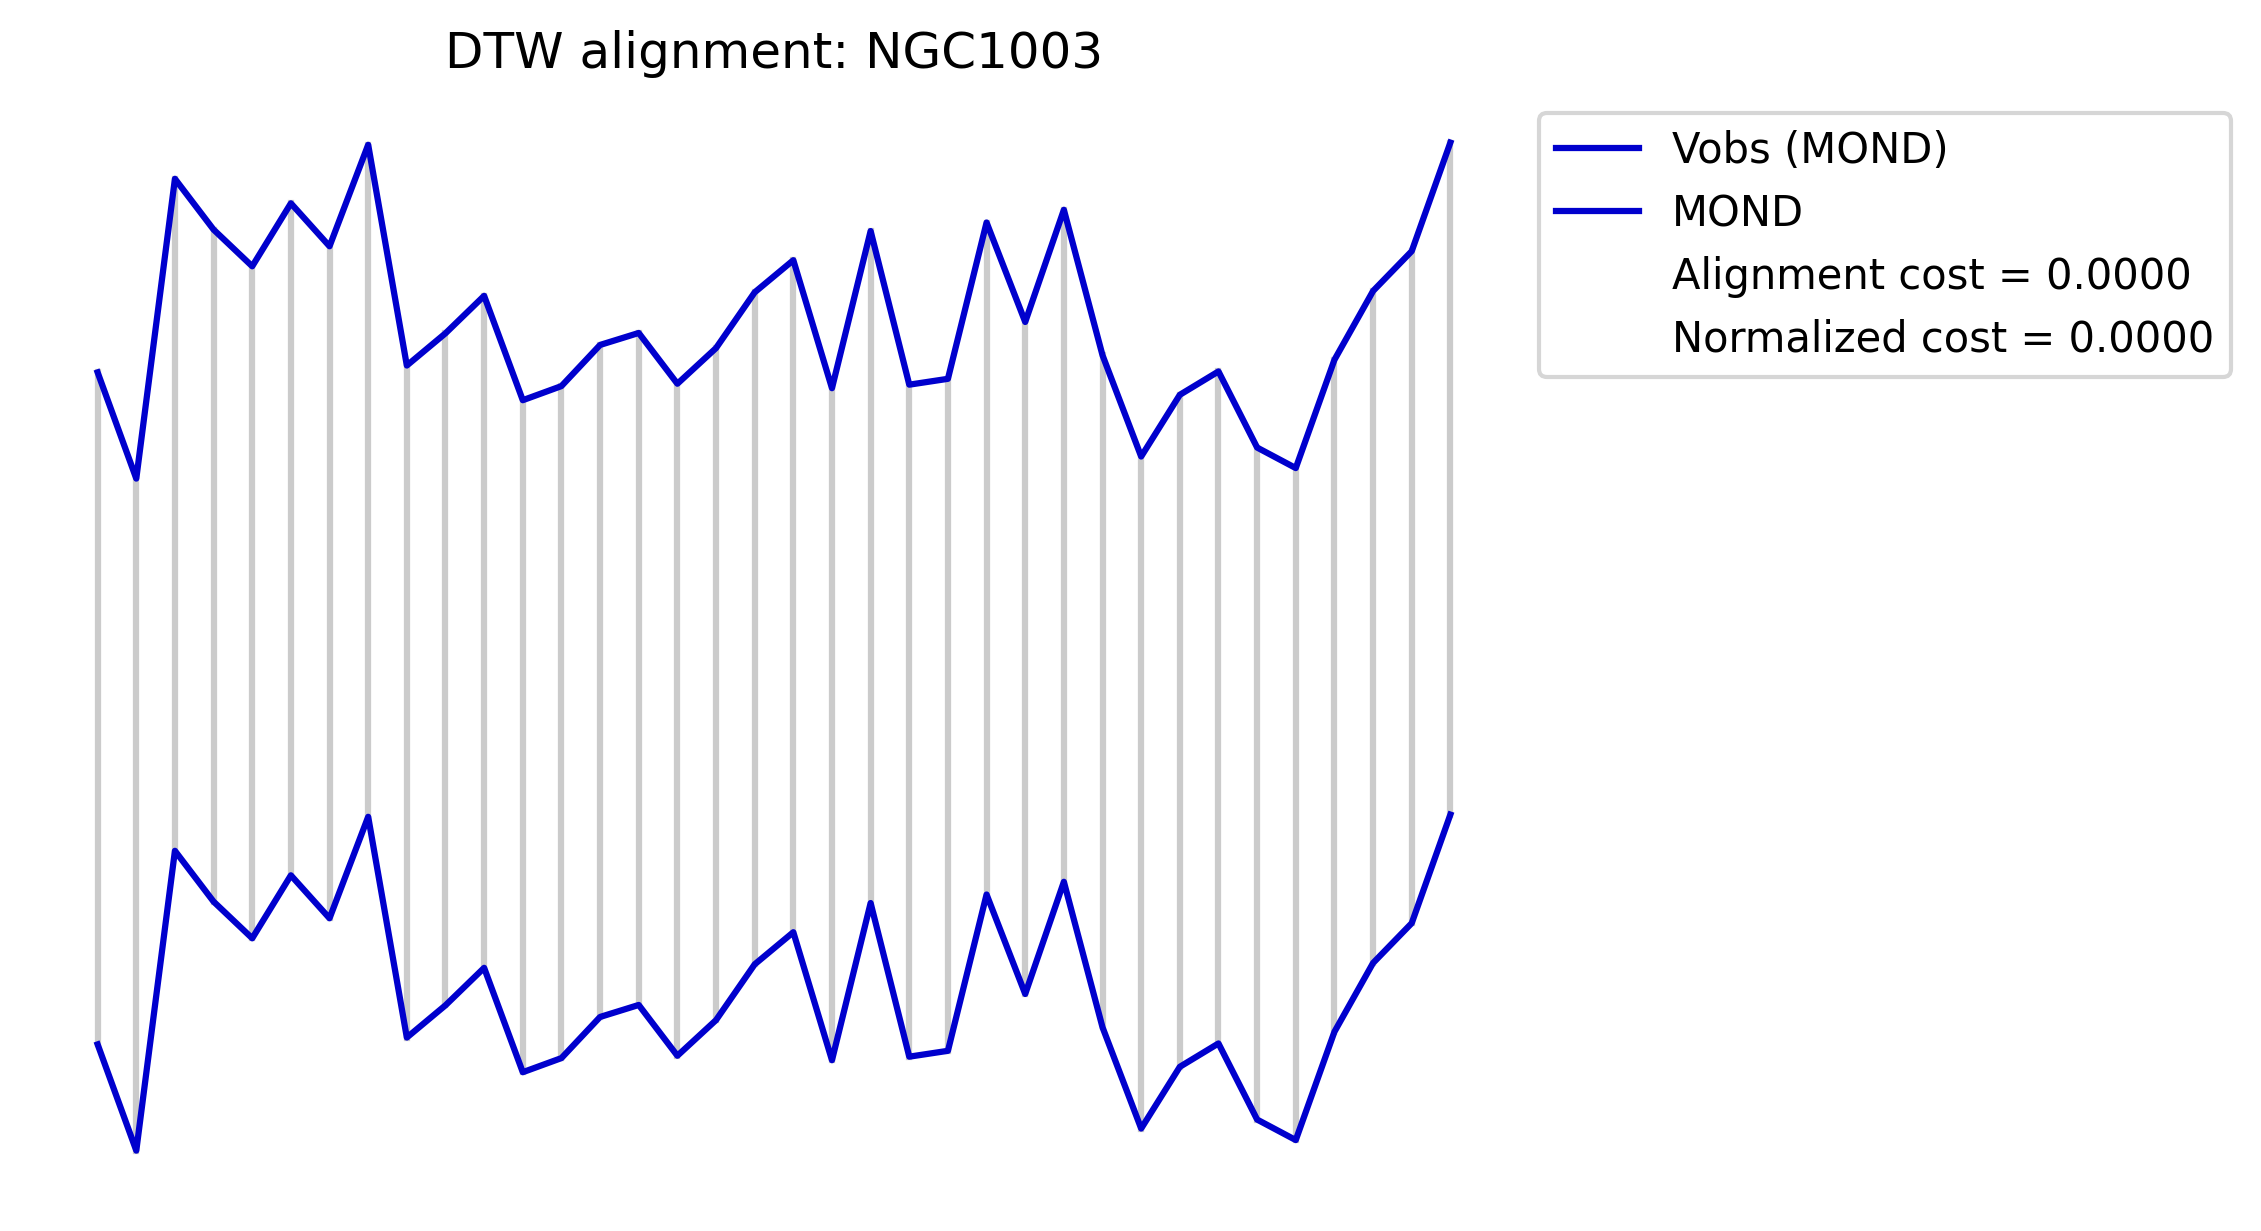 DTW alignment: NGC1003
Vobs (MOND)
MOND
Alignment cost = 0.0000
Normalized cost = 0.0000